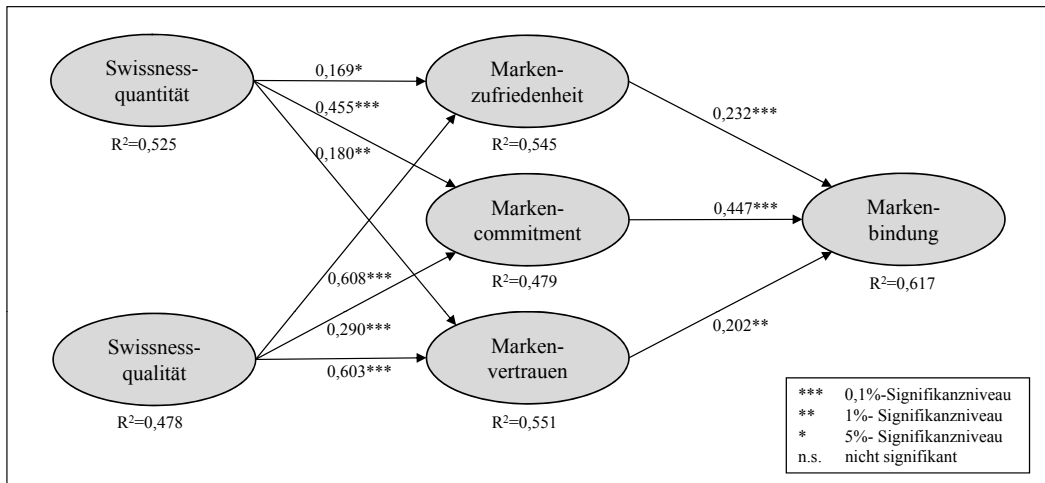 Swissness-
quantität
R²=0,525
0,169*
0,455***
0,180**
Marken-
zufriedenheit
R²=0,545
0,232***
Marken-
commitment
R²=0,479
0,447***
Marken-
bindung
R²=0,617
Swissness-
qualität
R²=0,478
0,608***
0,290***
0,603***
Marken-
vertrauen
R²=0,551
0,202**
*** 0,1%-Signifikanzniveau
** 1%- Signifikanzniveau
* 5%- Signifikanzniveau
n.s. nicht signifikant